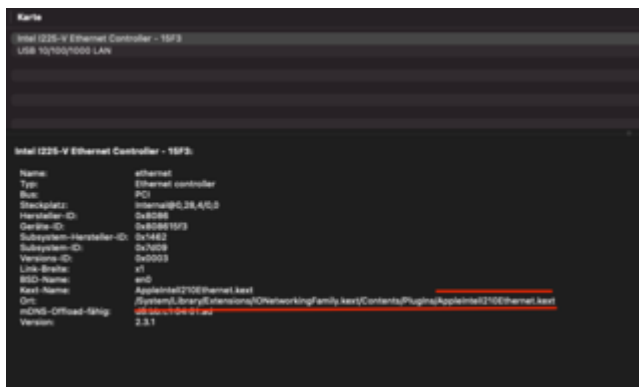 Karte
Intel I225-V Ethernet Controller - 15F3
USB 10/100/1000 LAN
Intel I225-V Ethernet Controller - 15F3:
Name: ethernet
Typ: Ethernet controller
Bus: PCI
Steckplatz: Internal@0,28,4/0,0
Hersteller-ID: 0x8086
Geräte-ID: 0x808615f3
Subsystem-Hersteller-ID: 0x1462
Subsystem-ID: 0x7d09
Versions-ID: 0x0003
Link-Breite: x1
BSD-Name: en0
Kext-Name: AppleIntelI210Ethernet.kext
Ort: /System/Library/Extensions/IONetworkingFamily.kext/Contents/PlugIns/AppleIntelI210Ethernet.kext
mDNS-Offload-fähig:
Version: 2.3.1